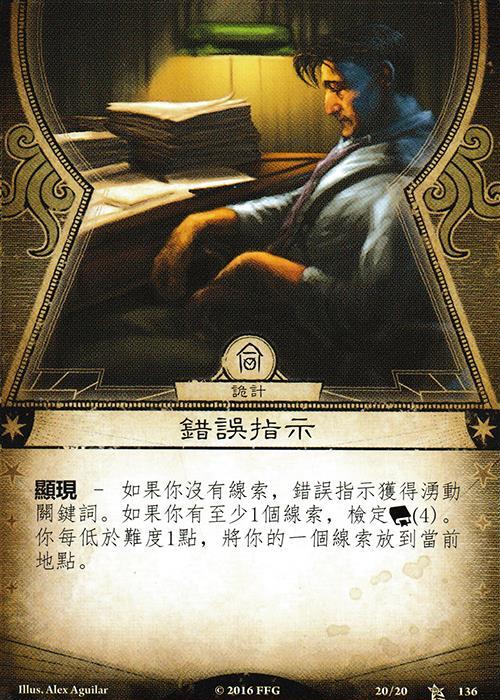 詭計
錯誤指示
顯現 – 如果你沒有線索，錯誤指示獲得湧動
關鍵詞。如果你有至少1個線索，檢定(4)。
你每低於難度1點，將你的一個線索放到當前
地點。
Illus. Alex Aguilar
© 2016 FFG
20/20
136